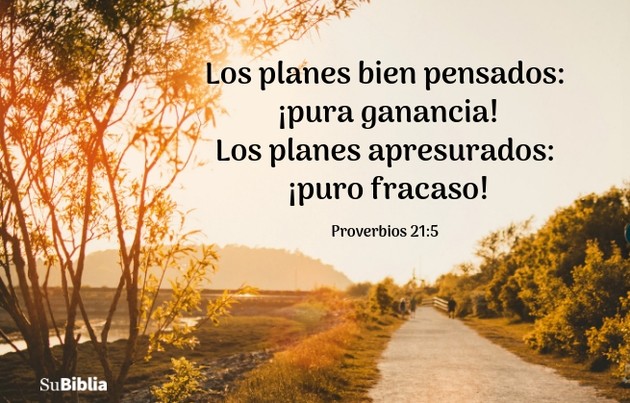 Los planes bien pensados:
¡pura ganancia!
Los planes apresurados:
¡puro fracaso!
Proverbios 21:5
SuBiblia